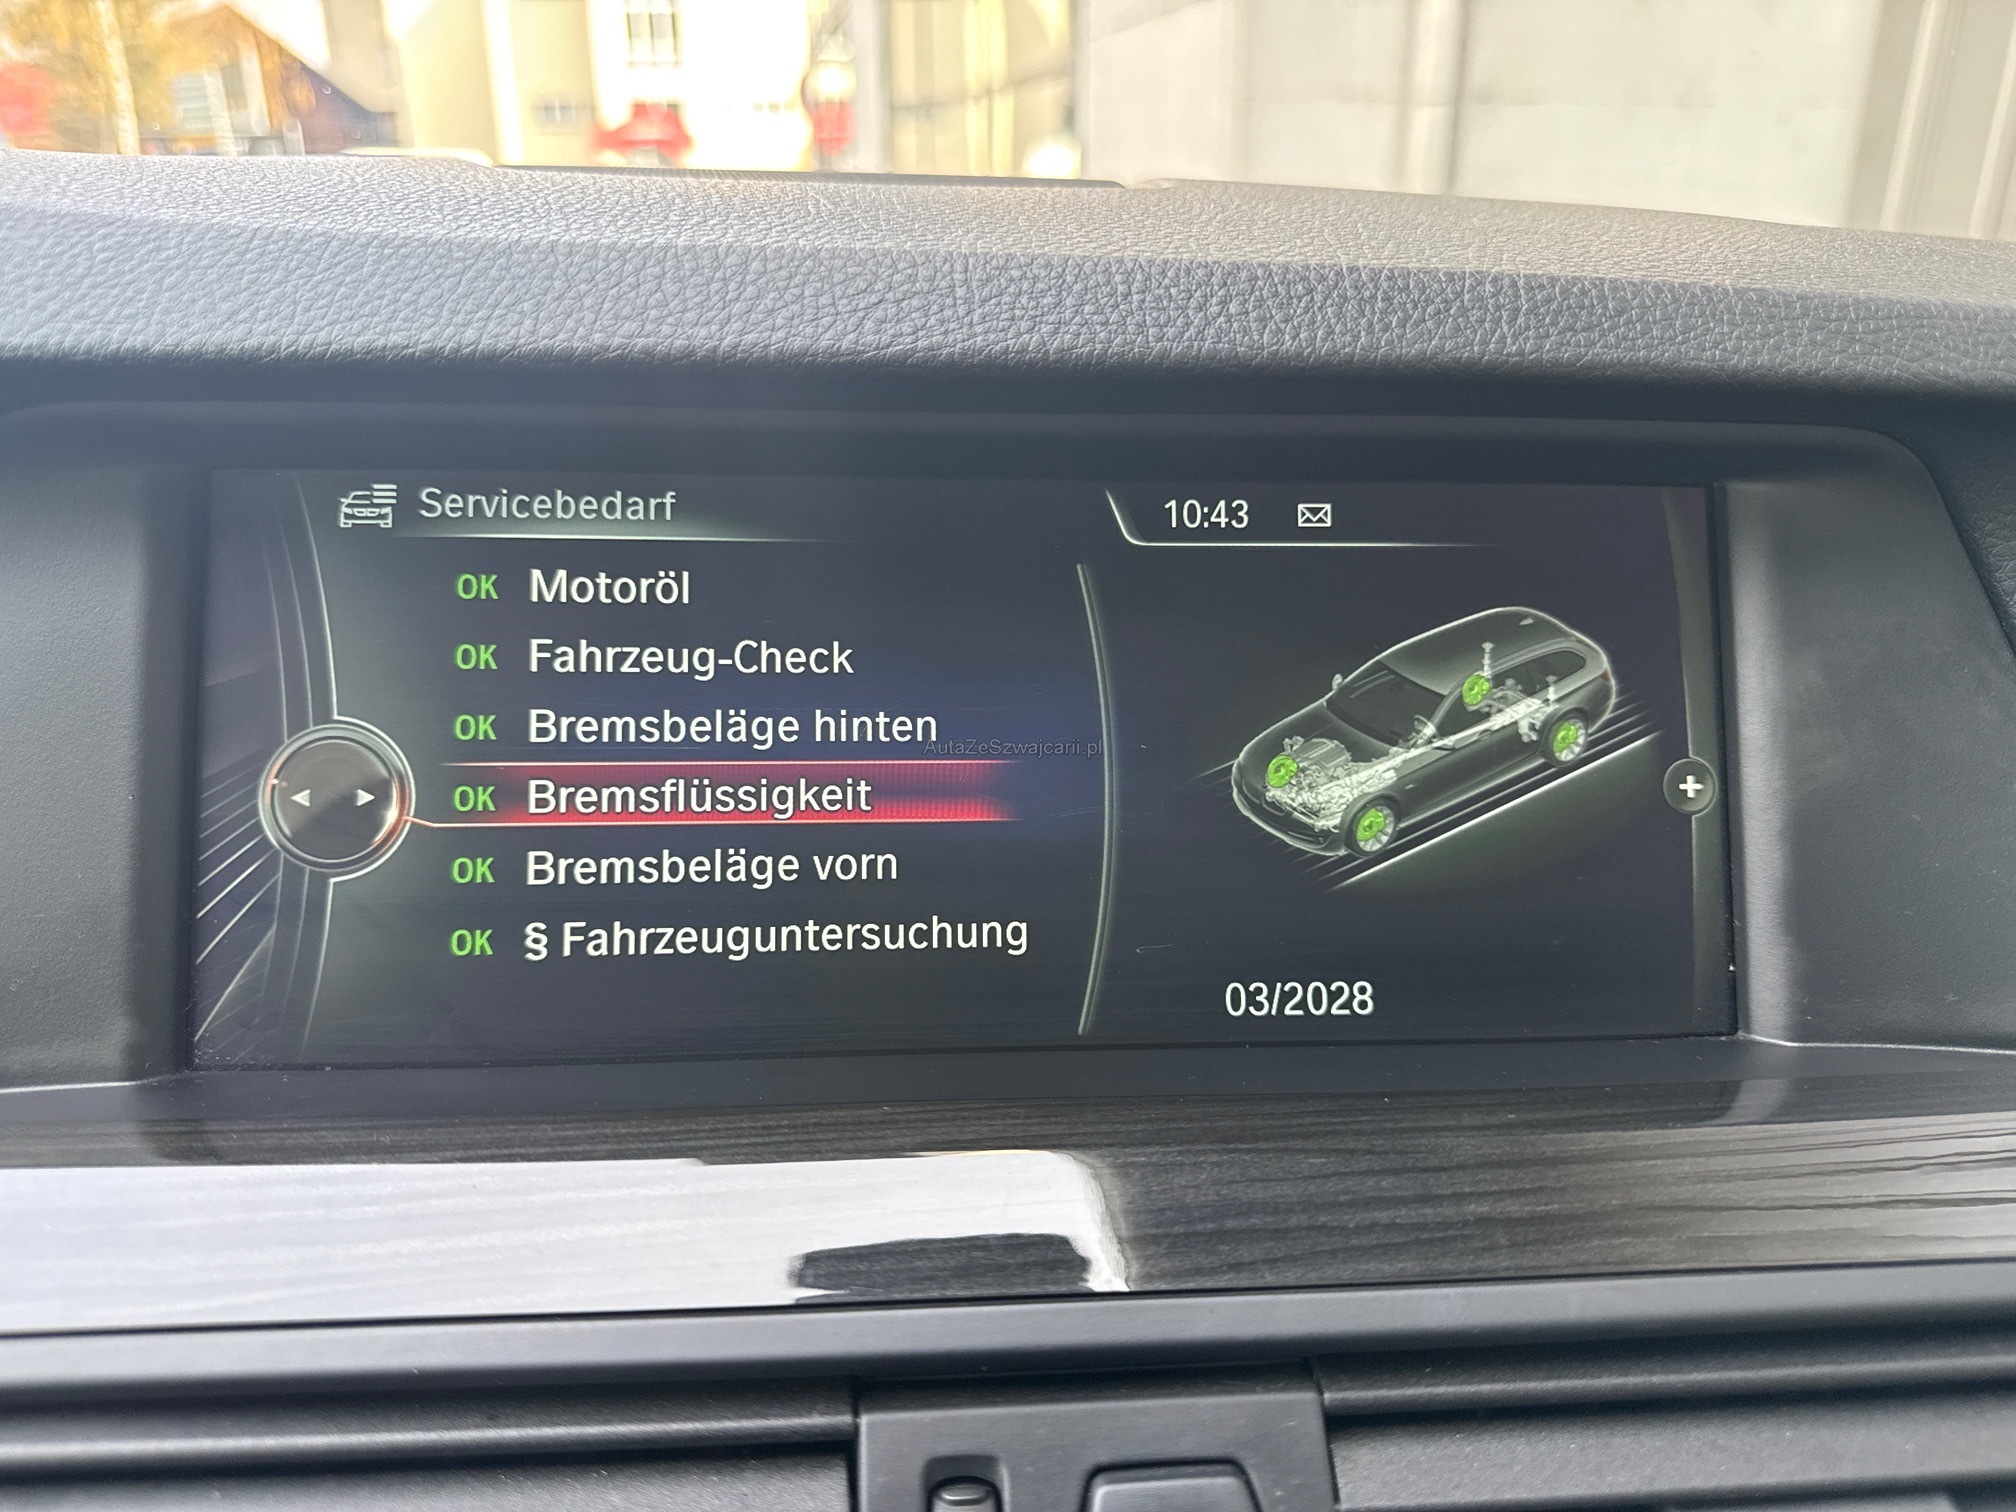 Servicebedarf
10:43
OK Motoröl
OK Fahrzeug-Check
OK Bremsbeläge hinten
AutaZeSzwajcarii.pl
OK Bremsflüssigkeit
OK Bremsbeläge vorn
OK § Fahrzeuguntersuchung
03/2028